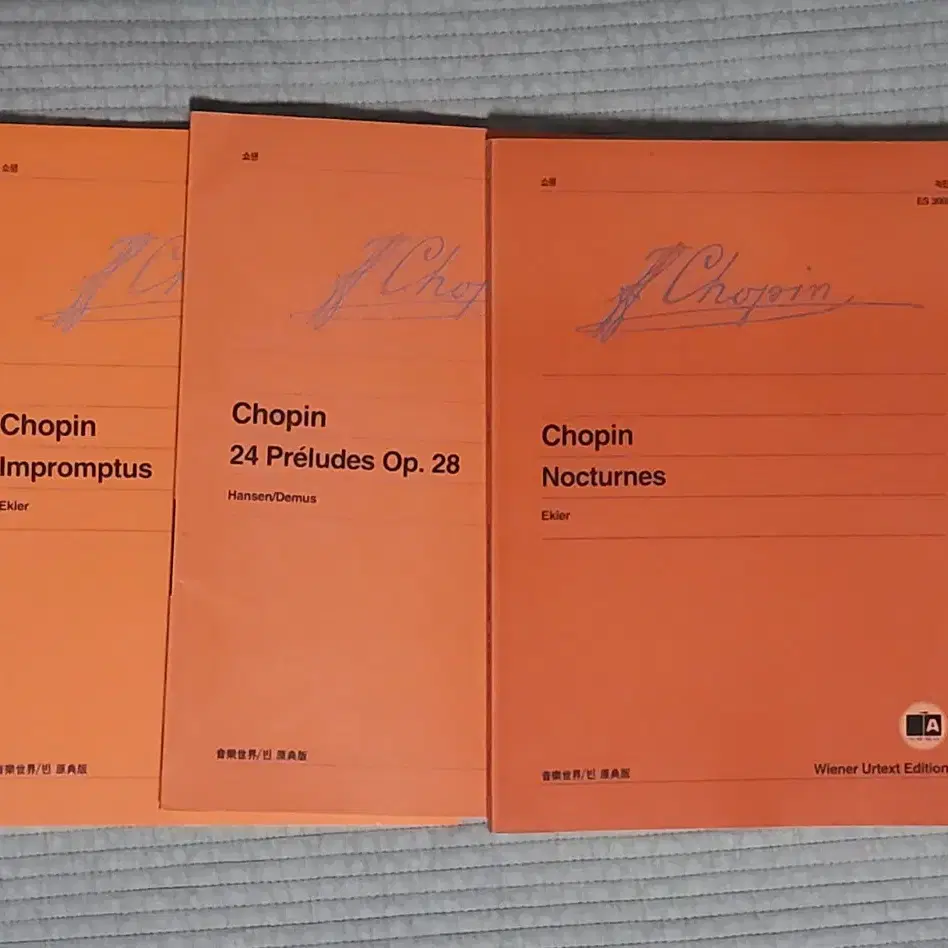 쇼팽
Chopin
Impromptus
Ekier
音樂世界/빈 原典版
쇼팽
Chopin
24 Préludes Op. 28
Hansen/Demus
音樂世界/빈 原典版
쇼팽
Chopin
Chopin
Nocturnes
Ekier
A
音樂世界/빈 原典版
Wiener Urtext Edition